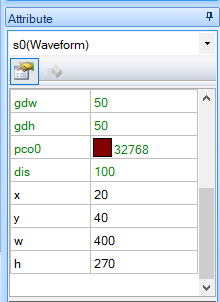 Attribute
s0(Waveform)
gdw 50
gdh 50
pco0 32768
dis 100
x 20
y 40
w 400
h 270